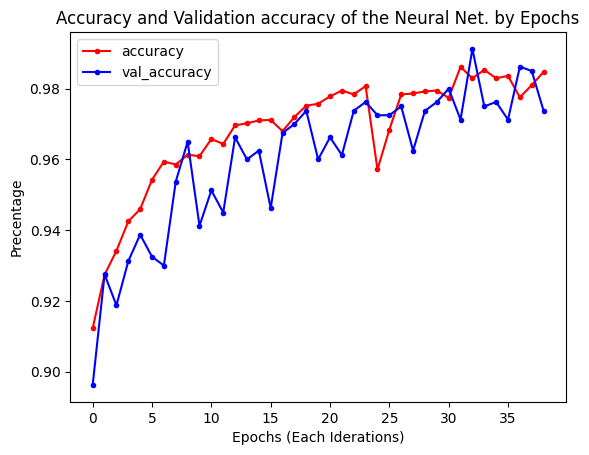 Accuracy and Validation accuracy of the Neural Net. by Epochs
accuracy
val_accuracy
Precentage
0.98
0.96
0.94
0.92
0.90
0 5 10 15 20 25 30 35
Epochs (Each Iderations)